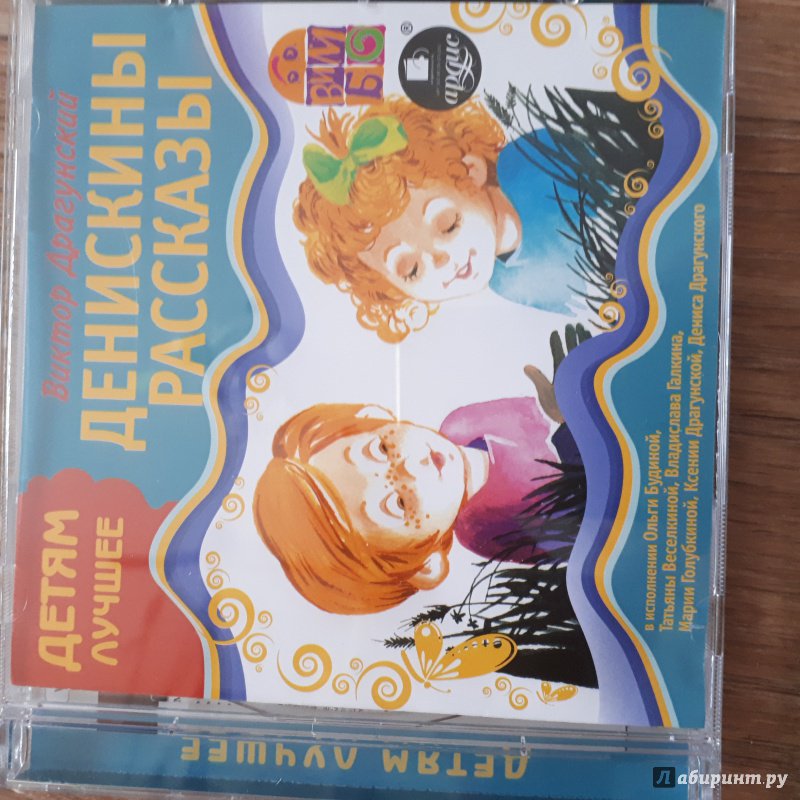 ДЕТЯМ
ЛУЧШЕЕ
Виктор Драгунский
ДЕНИСКИНЫ
РАССКАЗЫ
ВИМ
БО
®
ардис
в исполнении Ольги Будиной,
Татьяны Веселкиной, Владислава Галкина,
Марии Голубкиной, Ксении Драгунской, Дениса Драгунского
ДЕТЯМ ЛУЧШЕЕ
Лабиринт.ру